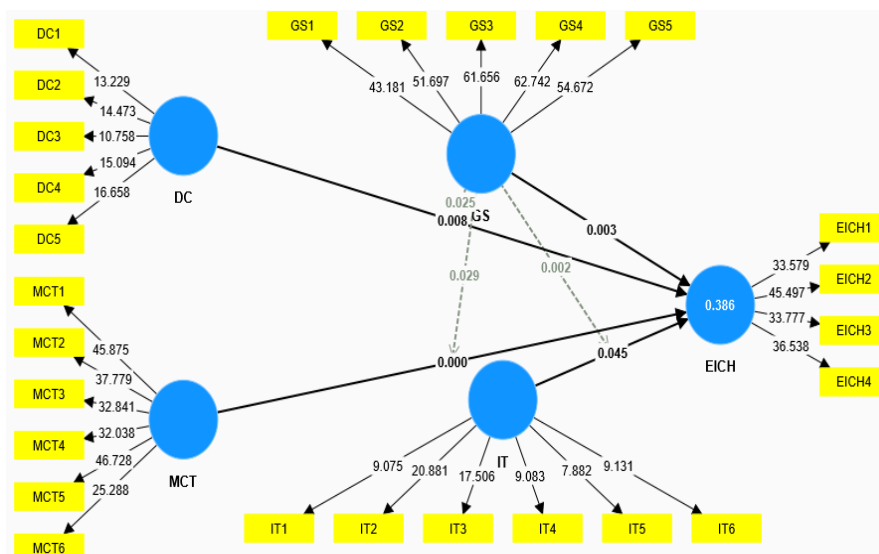 GS1
GS2
GS3
GS4
GS5
DC1
DC2
DC3
DC4
DC5
13.229
14.473
10.758
15.094
16.658
DC
43.181
51.697
61.656
62.742
54.672
GS
0.025
0.008
0.003
0.029
0.002
MCT1
MCT2
MCT3
MCT4
MCT5
MCT6
45.875
37.779
32.841
32.038
46.728
25.288
MCT
0.000
0.045
0.386
EICH
33.579
45.497
33.777
36.538
EICH1
EICH2
EICH3
EICH4
IT
9.075
20.881
17.506
9.083
7.882
9.131
IT1
IT2
IT3
IT4
IT5
IT6